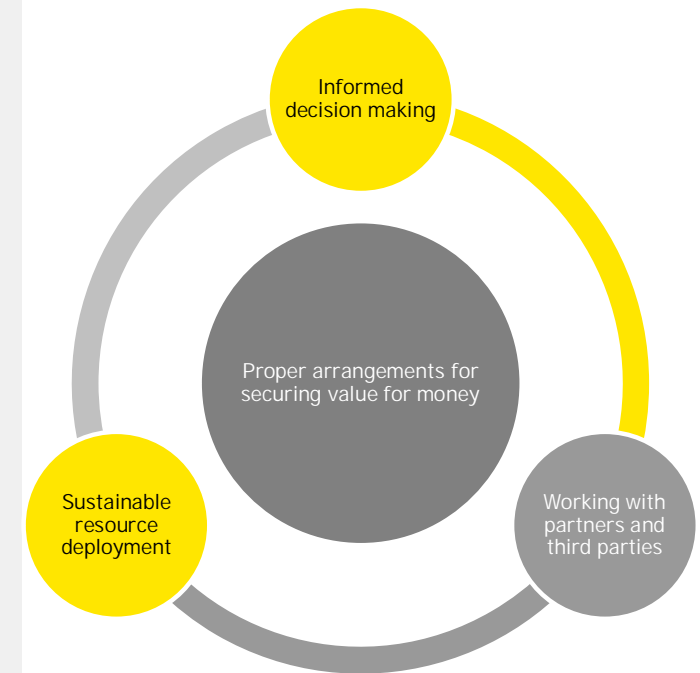 Informed
decision making
Proper arrangements for
securing value for money
Sustainable
resource
deployment
Working with
partners and
third parties